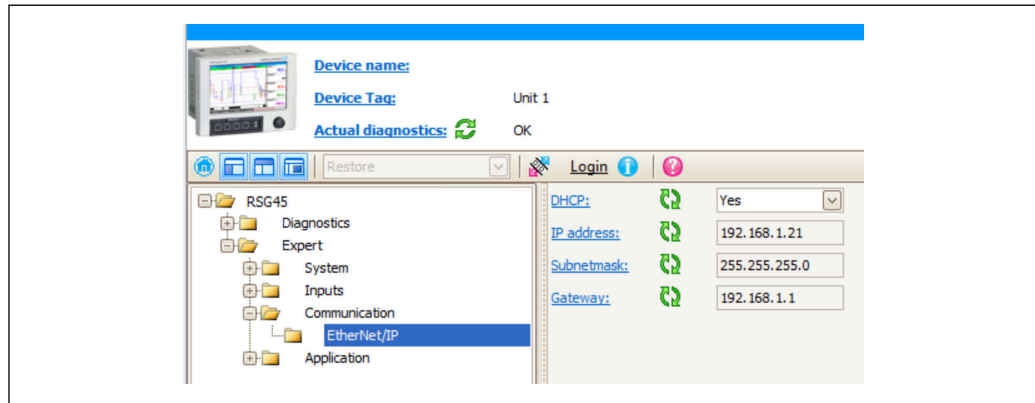 Device name:
Device Tag: Unit 1
Actual diagnostics: OK
Restore Login
RSG45
Diagnostics
Expert
System
Inputs
Communication
EtherNet/IP
Application
DHCP: Yes
IP address: 192.168.1.21
Subnetmask: 255.255.255.0
Gateway: 192.168.1.1